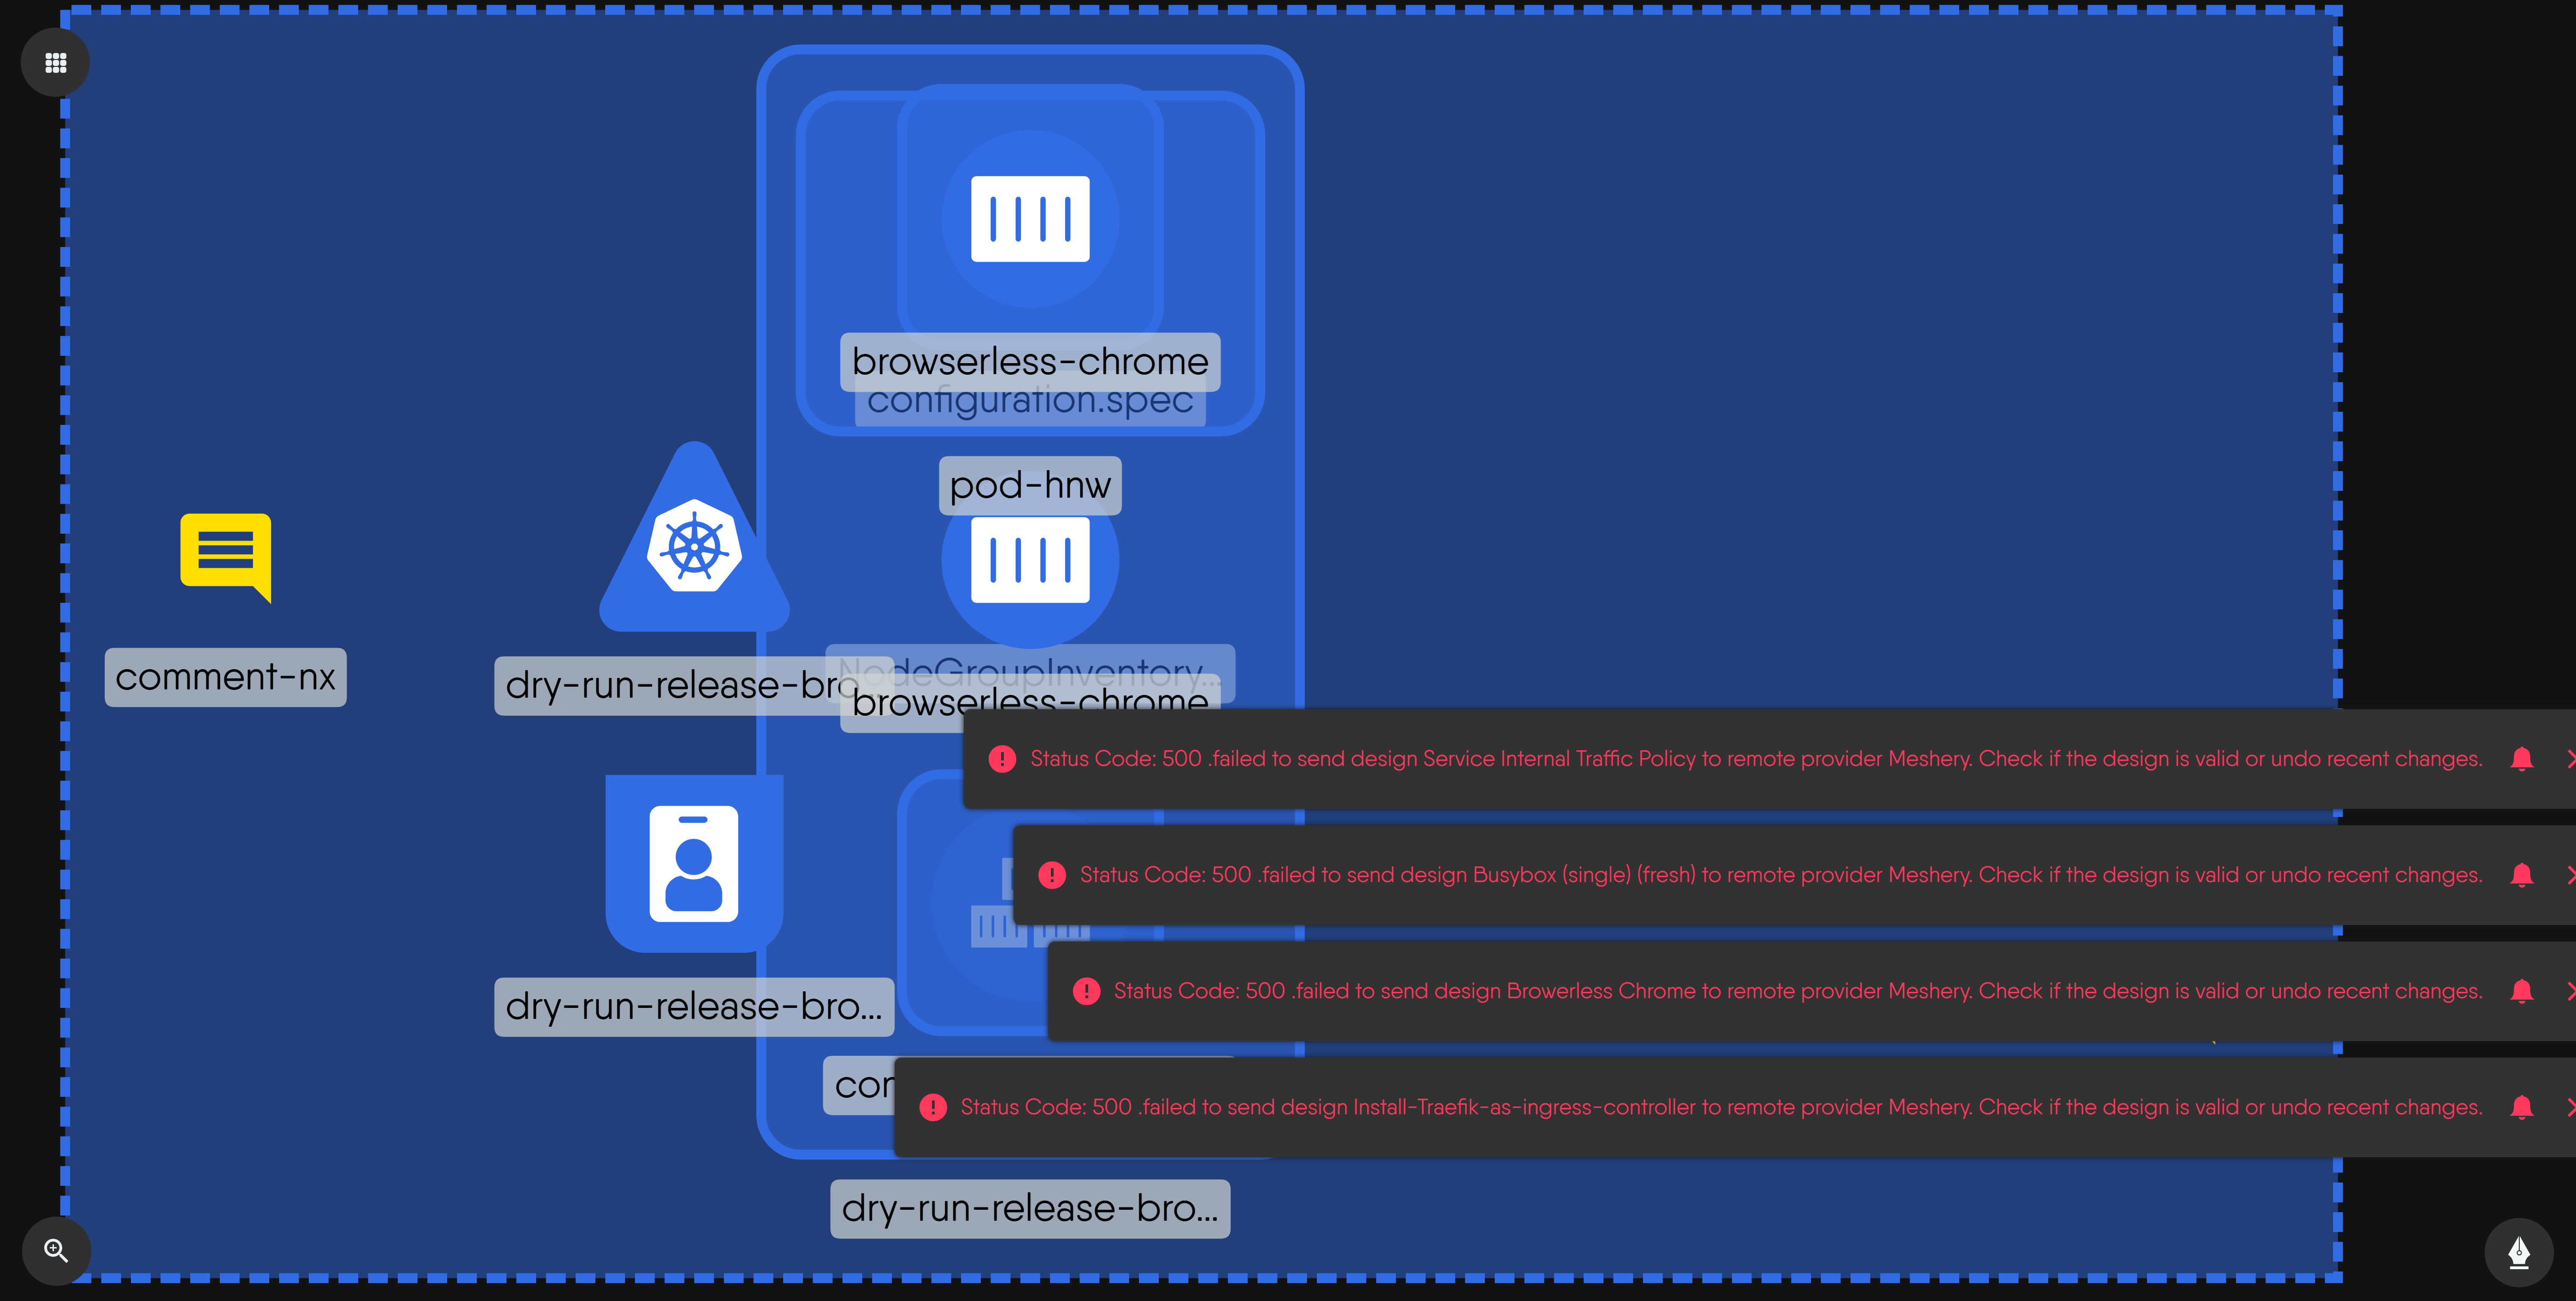 browserless-chrome
configuration.spec
pod-hnw
comment-nx
dry-run-release-bro...
NodeGroupInventory...
browserless-chrome
Status Code: 500 .failed to send design Service Internal Traffic Policy to remote provider Meshery. Check if the design is valid or undo recent changes.
Status Code: 500 .failed to send design Busybox (single) (fresh) to remote provider Meshery. Check if the design is valid or undo recent changes.
Status Code: 500 .failed to send design Browerless Chrome to remote provider Meshery. Check if the design is valid or undo recent changes.
dry-run-release-bro...
Status Code: 500 .failed to send design Install-Traefik-as-ingress-controller to remote provider Meshery. Check if the design is valid or undo recent changes.
dry-run-release-bro...